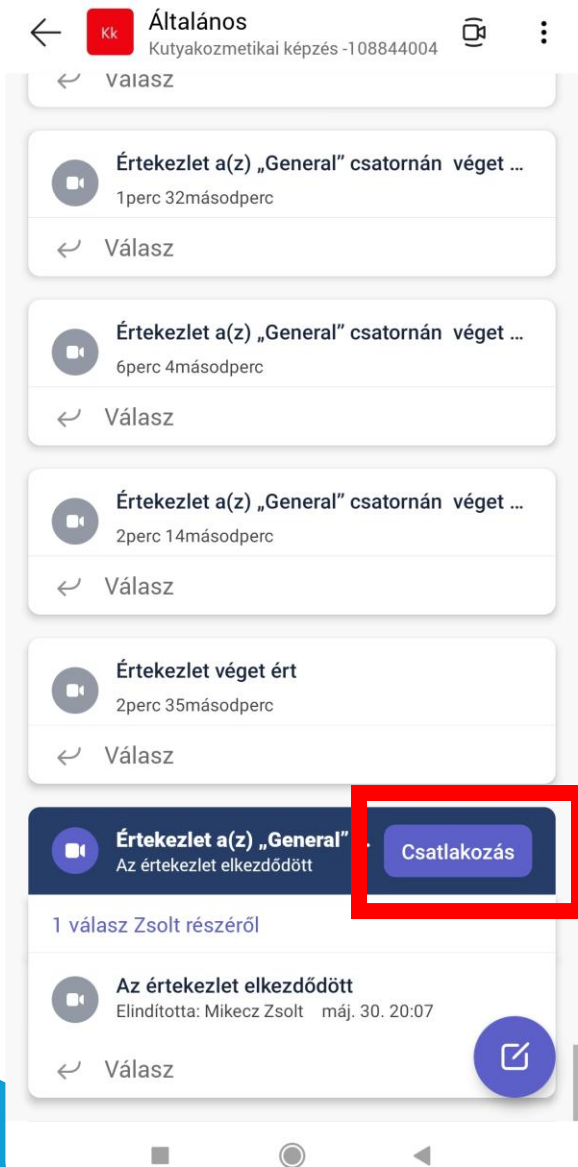 Kk
Általános
Kutyakozmetikai képzés -108844004
Válasz
Értekezlet a(z) „General” csatornán véget ...
1perc 32másodperc
Válasz
Értekezlet a(z) „General” csatornán véget ...
6perc 4másodperc
Válasz
Értekezlet a(z) „General” csatornán véget ...
2perc 14másodperc
Válasz
Értekezlet véget ért
2perc 35másodperc
Válasz
Értekezlet a(z) „General”
Az értekezlet elkezdődött
Csatlakozás
1 válasz Zsolt részéről
Az értekezlet elkezdődött
Elindította: Mikecz Zsolt máj. 30. 20:07
Válasz